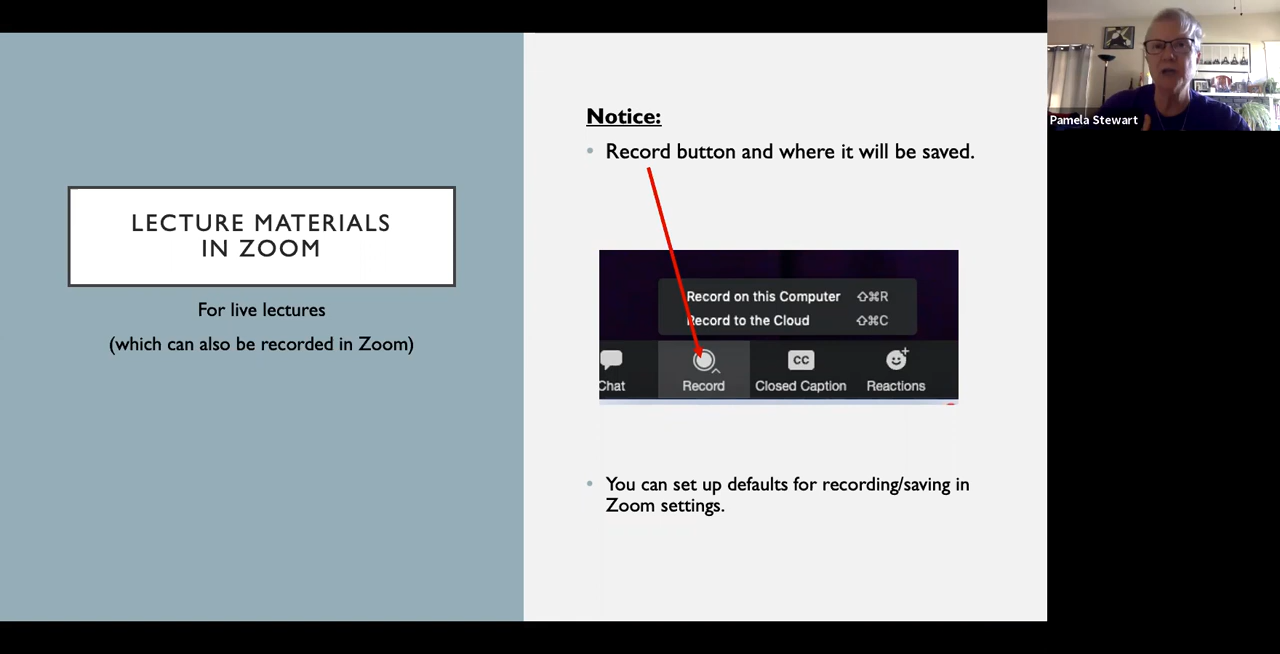 LECTURE MATERIALS
IN ZOOM
For live lectures
(which can also be recorded in Zoom)
Notice:
• Record button and where it will be saved.
Record on this Computer ⇧⌘R
Record to the Cloud ⇧⌘C
Chat Record CC Closed Caption Reactions
• You can set up defaults for recording/saving in
Zoom settings.
Pamela Stewart